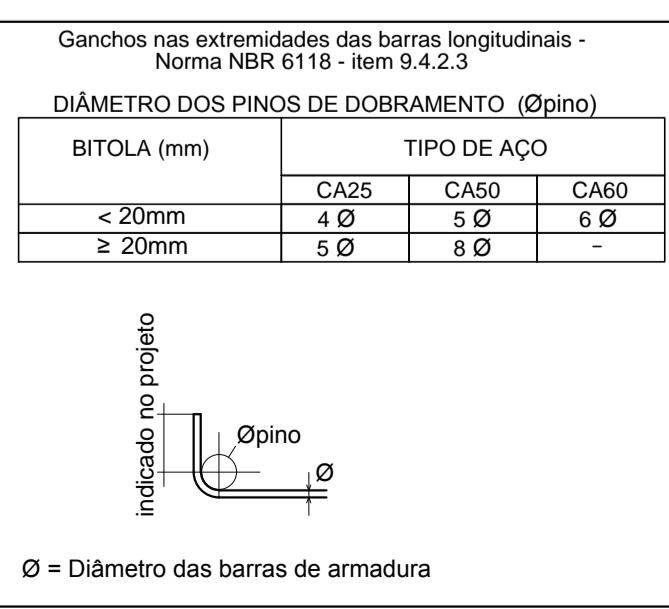 Ganchos nas extremidades das barras longitudinais -
Norma NBR 6118 - item 9.4.2.3
DIÂMETRO DOS PINOS DE DOBRAMENTO (Øpino)
BITOLA (mm) TIPO DE AÇO
CA25 CA50 CA60
< 20mm 4 Ø 5 Ø 6 Ø
≥ 20mm 5 Ø 8 Ø -
indicado no projeto
Øpino
Ø
Ø = Diâmetro das barras de armadura